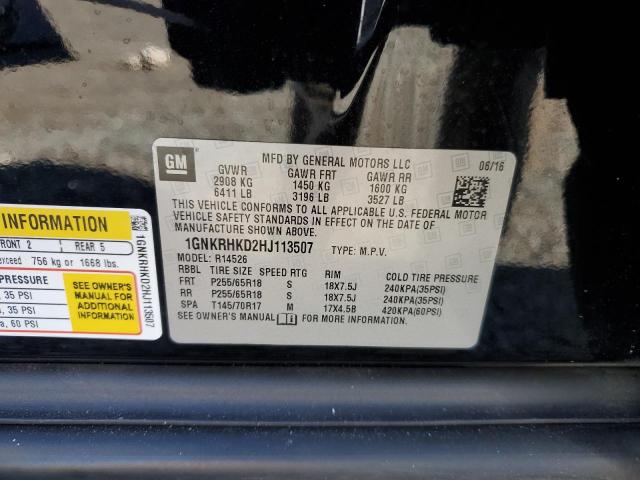 GM
MFD BY GENERAL MOTORS LLC
06/16
GVWR GAWR FRT GAWR RR
2908 KG 1450 KG 1600 KG
6411 LB 3196 LB 3527 LB
THIS VEHICLE CONFORMS TO ALL APPLICABLE U.S. FEDERAL MOTOR
VEHICLE SAFETY STANDARDS IN EFFECT ON THE DATE OF
MANUFACTURE SHOWN ABOVE.
1GNKRHKD2HJ113507 TYPE: M.P.V.
MODEL: R14526
RBBL TIRE SIZE SPEED RTG RIM COLD TIRE PRESSURE
FRT P255/65R18 S 18X7.5J 240KPA(35PSI)
RR P255/65R18 S 18X7.5J 240KPA(35PSI)
SPA T145/70R17 M 17X4.5B 420KPA(60PSI)
SEE OWNER'S MANUAL FOR MORE INFORMATION.
INFORMATION
FRONT 2 REAR 5
exceed 756 kg or 1668 lbs.
PRESSURE
, 35 PSI
, 35 PSI
a, 60 PSI
SEE OWNER'S
MANUAL FOR
ADDITIONAL
INFORMATION
1GNKRHKD2HJ113507